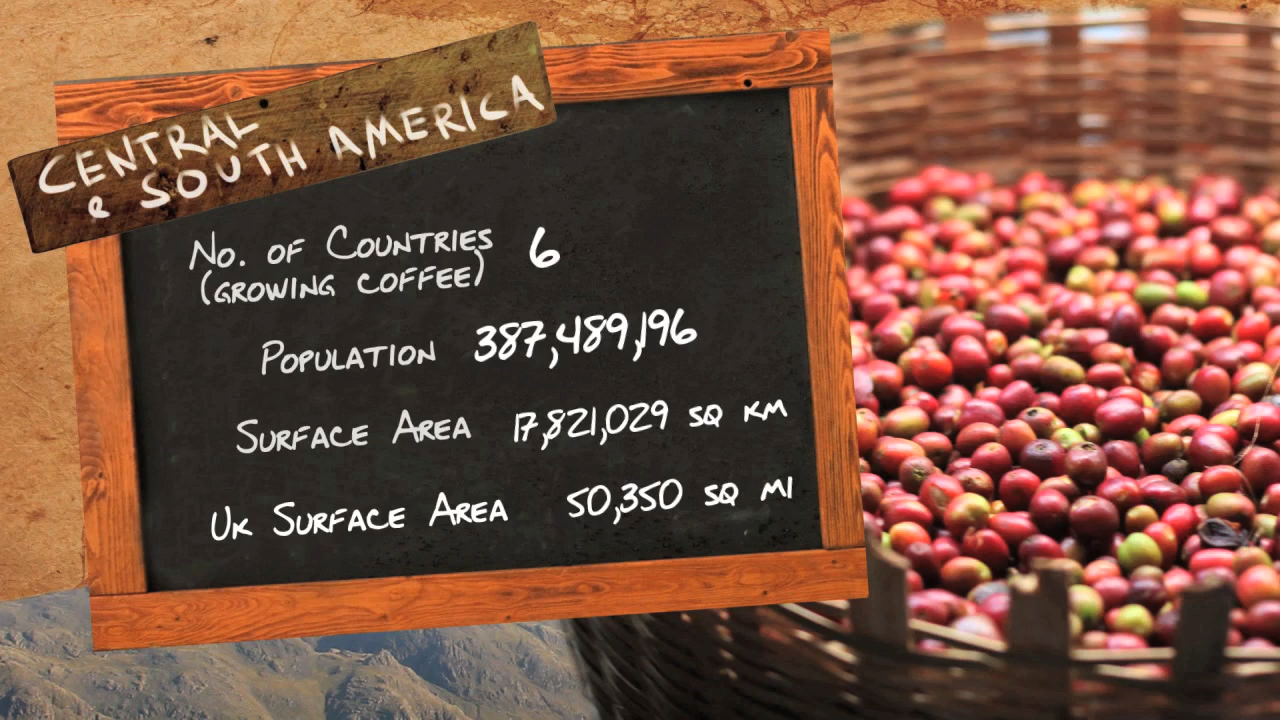 CENTRAL
& SOUTH AMERICA
No. OF COUNTRIES 6
(GROWING COFFEE)
POPULATION 387,489,196
SURFACE AREA 17,821,029 SQ KM
UK SURFACE AREA 50,350 SQ MI